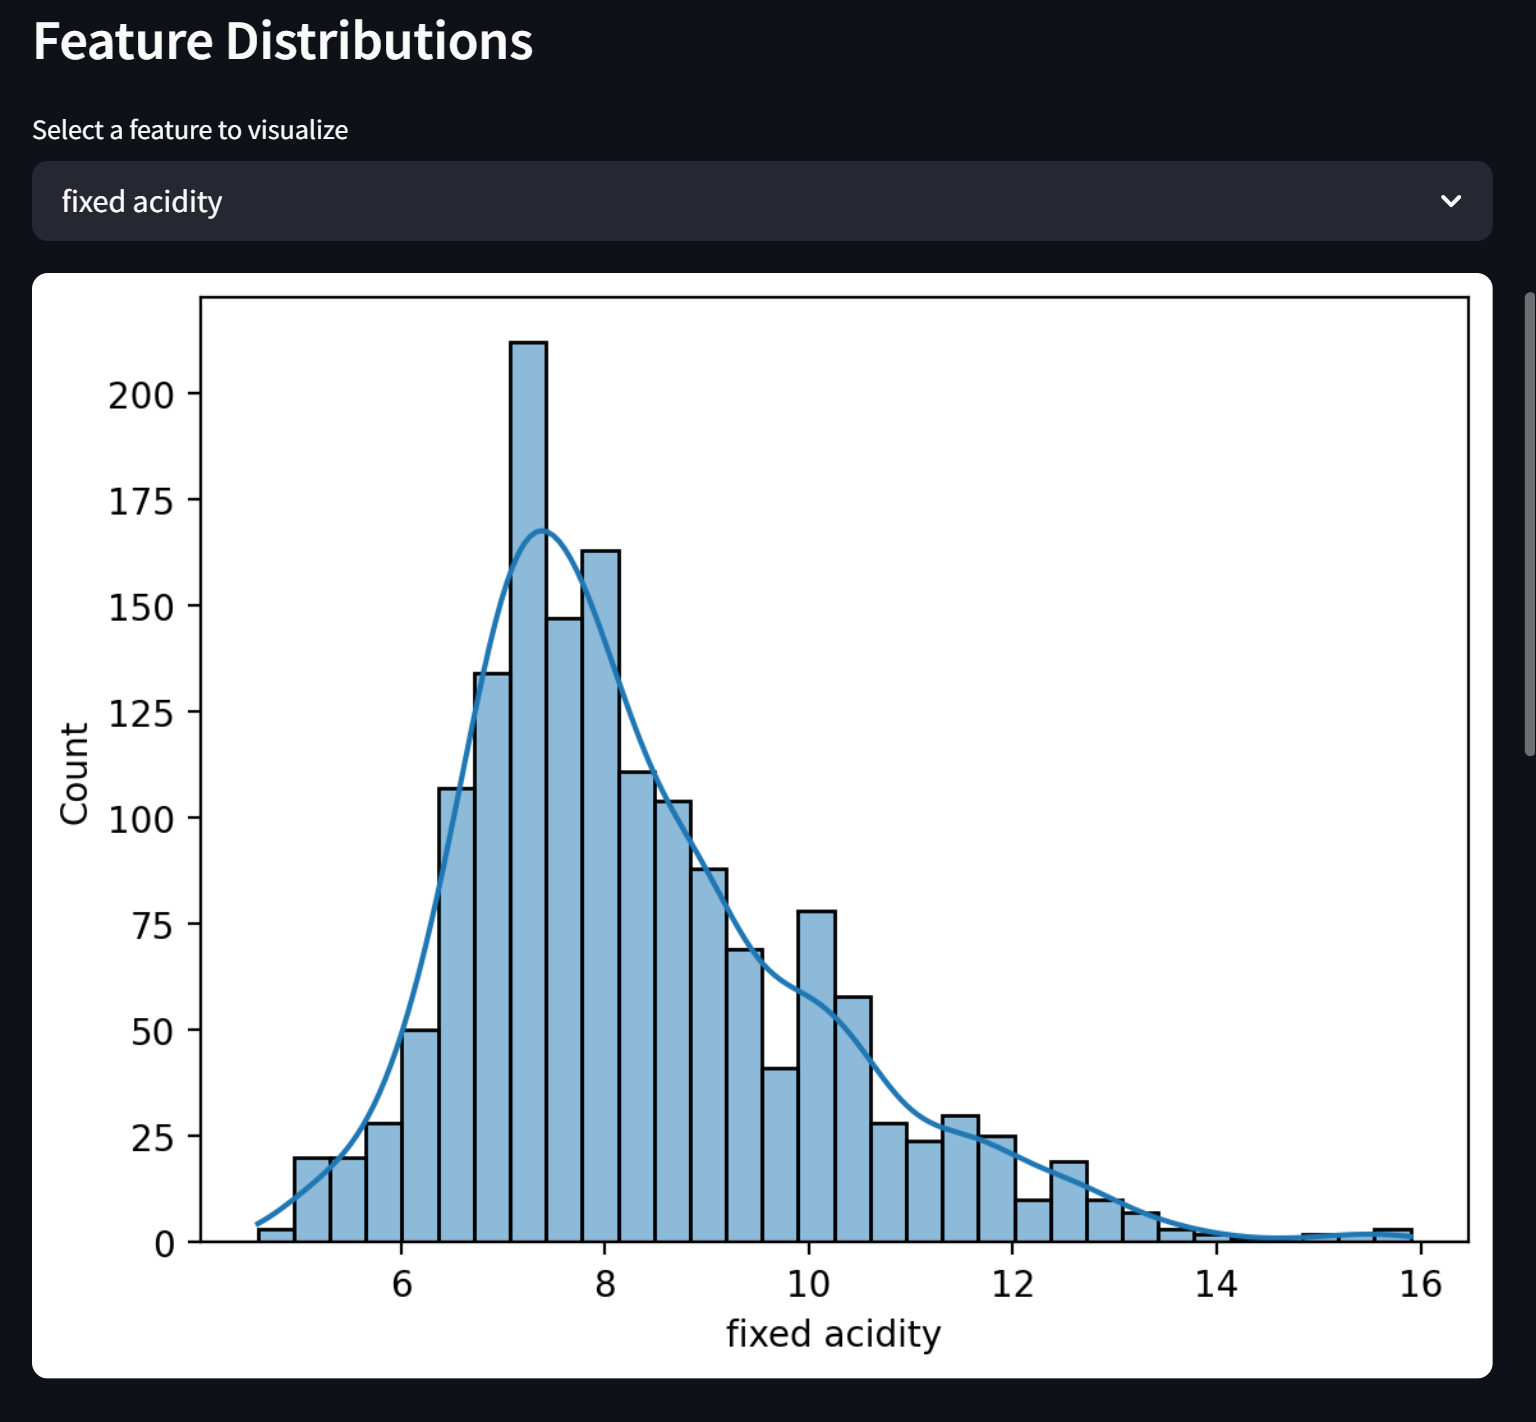 Feature Distributions
Select a feature to visualize
fixed acidity
200
175
150
125
100
75
50
25
0
Count
6 8 10 12 14 16
fixed acidity